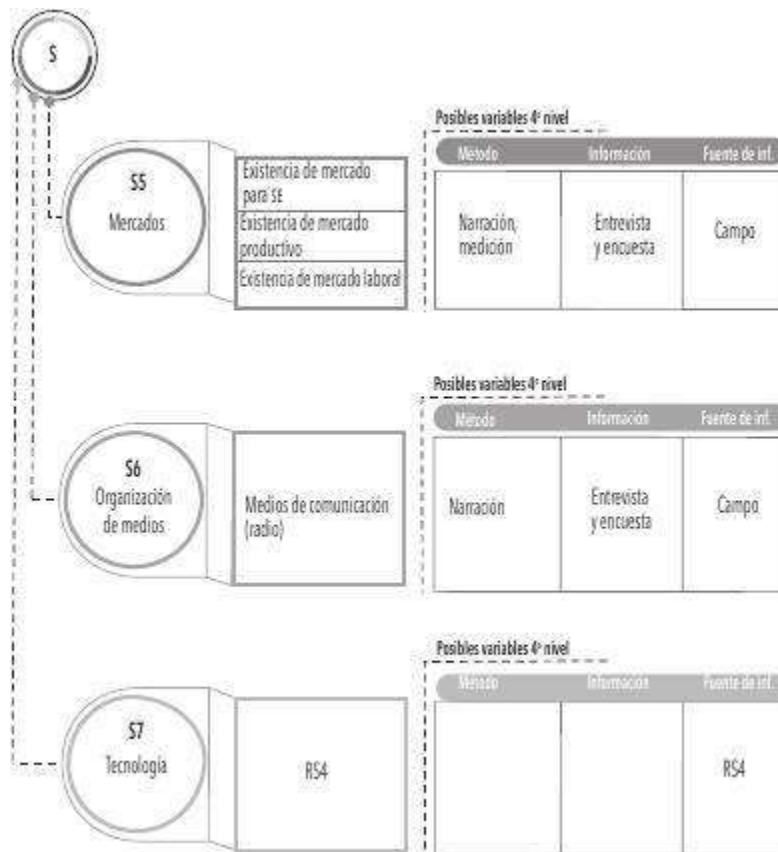 S
Posibles variables 4º nivel
Método Información Fuente de inf.
S5
Mercados
Existencia de mercado
para SE
Existencia de mercado
productivo
Existencia de mercado laboral
Narración,
medición
Entrevista
y encuesta
Campo
Posibles variables 4º nivel
Método Información Fuente de inf.
S6
Organización
de medios
Medios de comunicación
(radio)
Narración
Entrevista
y encuesta
Campo
Posibles variables 4º nivel
Método Información Fuente de inf.
S7
Tecnología
RS4
RS4